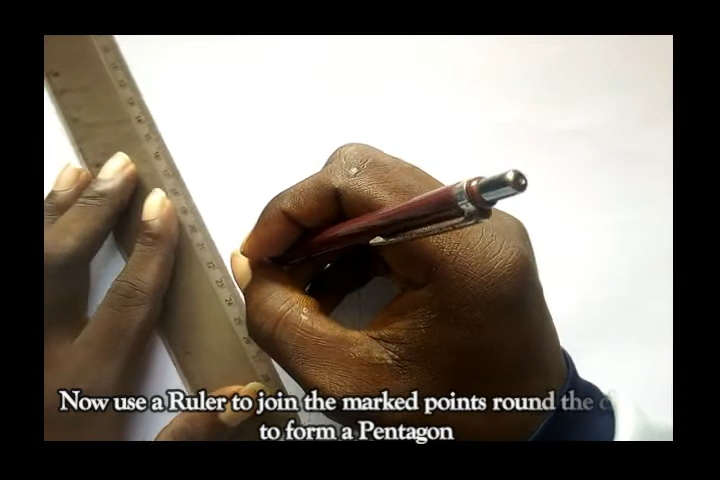 Now use a Ruler to join the marked points round the
to form a Pentagon